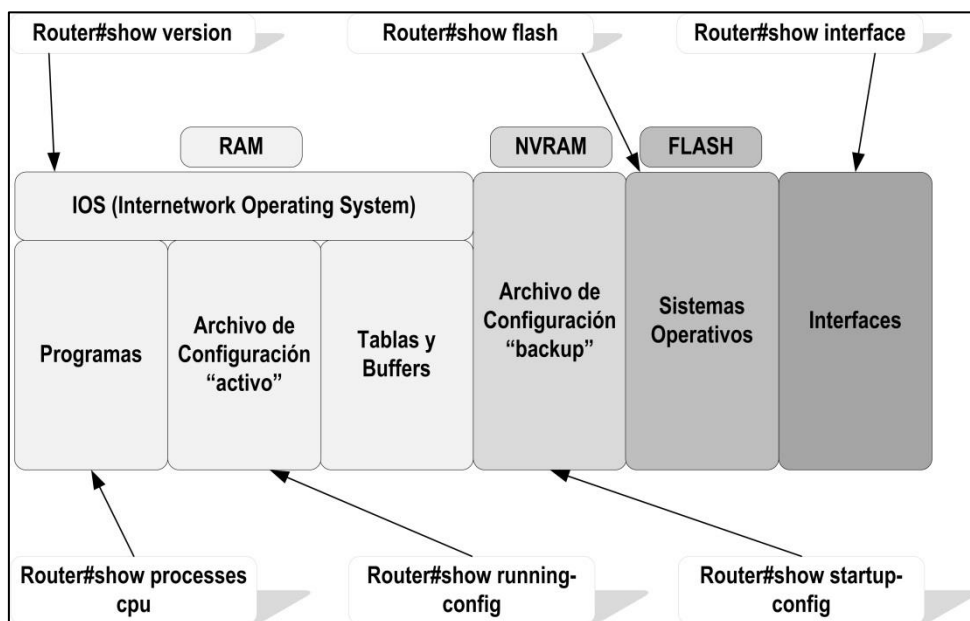 Router#show version
Router#show flash
Router#show interface
RAM
NVRAM
FLASH
IOS (Internetwork Operating System)
Programas
Archivo de
Configuración
“activo”
Tablas y
Buffers
Archivo de
Configuración
“backup”
Sistemas
Operativos
Interfaces
Router#show processes
cpu
Router#show running-
config
Router#show startup-
config